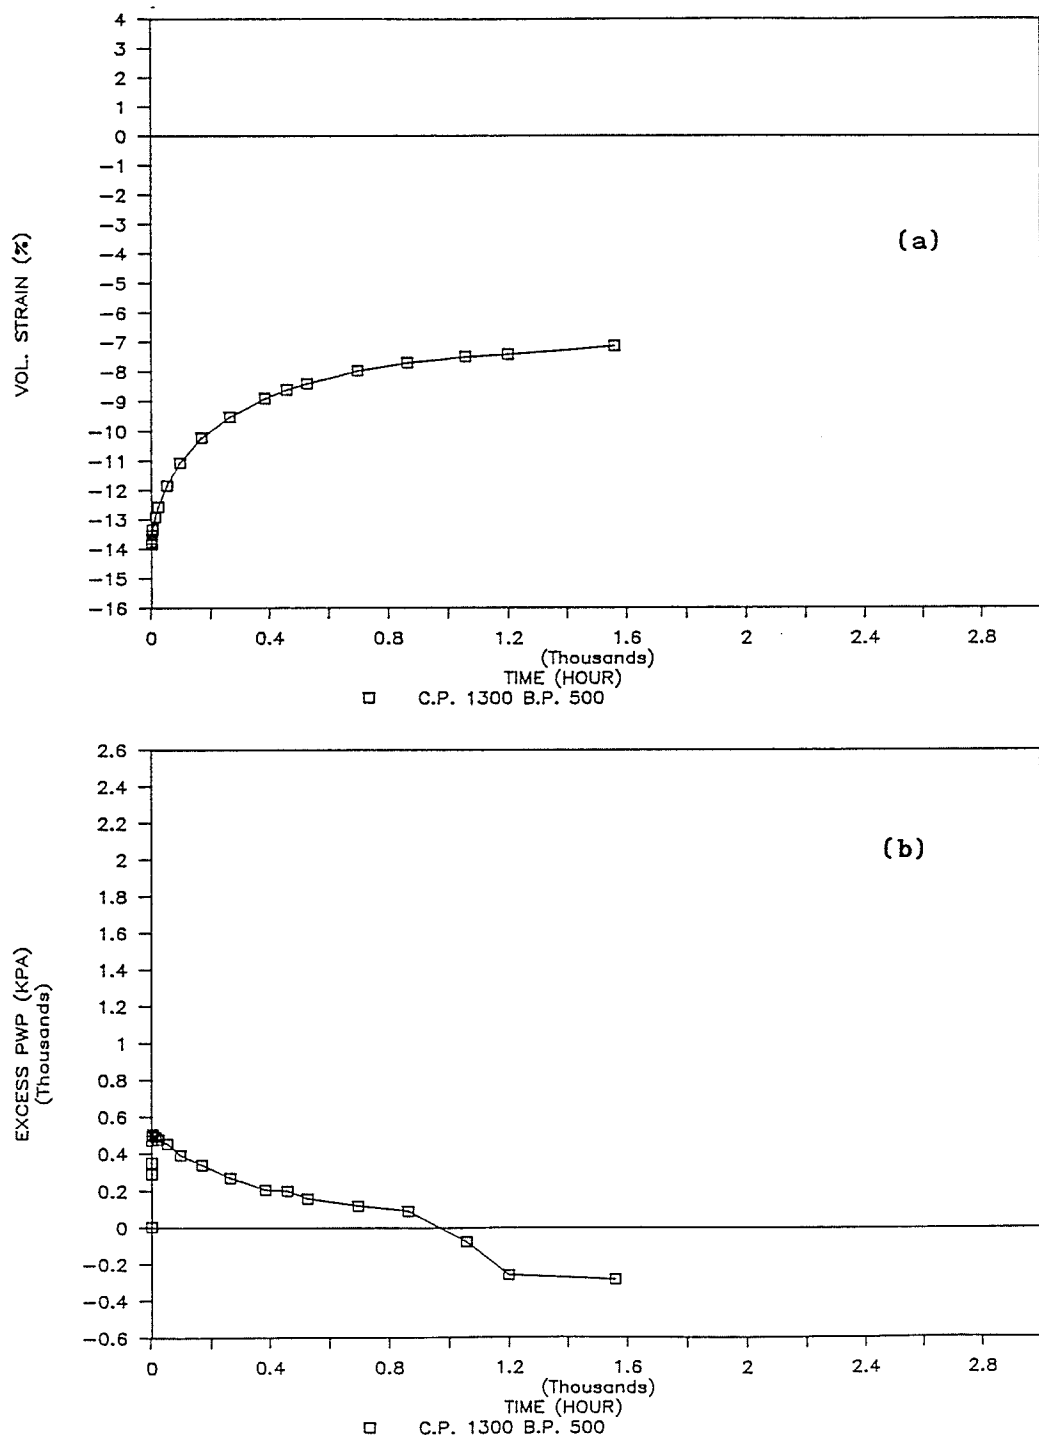 4
3
2
1
0
−1
−2
−3
−4
−5
−6
−7
−8
−9
−10
−11
−12
−13
−14
−15
−16
VOL. STRAIN (%)
(a)
0 0.4 0.8 1.2 1.6 2 2.4 2.8
(Thousands)
TIME (HOUR)
C.P. 1300 B.P. 500
2.6
2.4
2.2
2
1.8
1.6
1.4
1.2
1
0.8
0.6
0.4
0.2
0
−0.2
−0.4
−0.6
EXCESS PWP (KPA)
(Thousands)
(b)
0 0.4 0.8 1.2 1.6 2 2.4 2.8
(Thousands)
TIME (HOUR)
C.P. 1300 B.P. 500